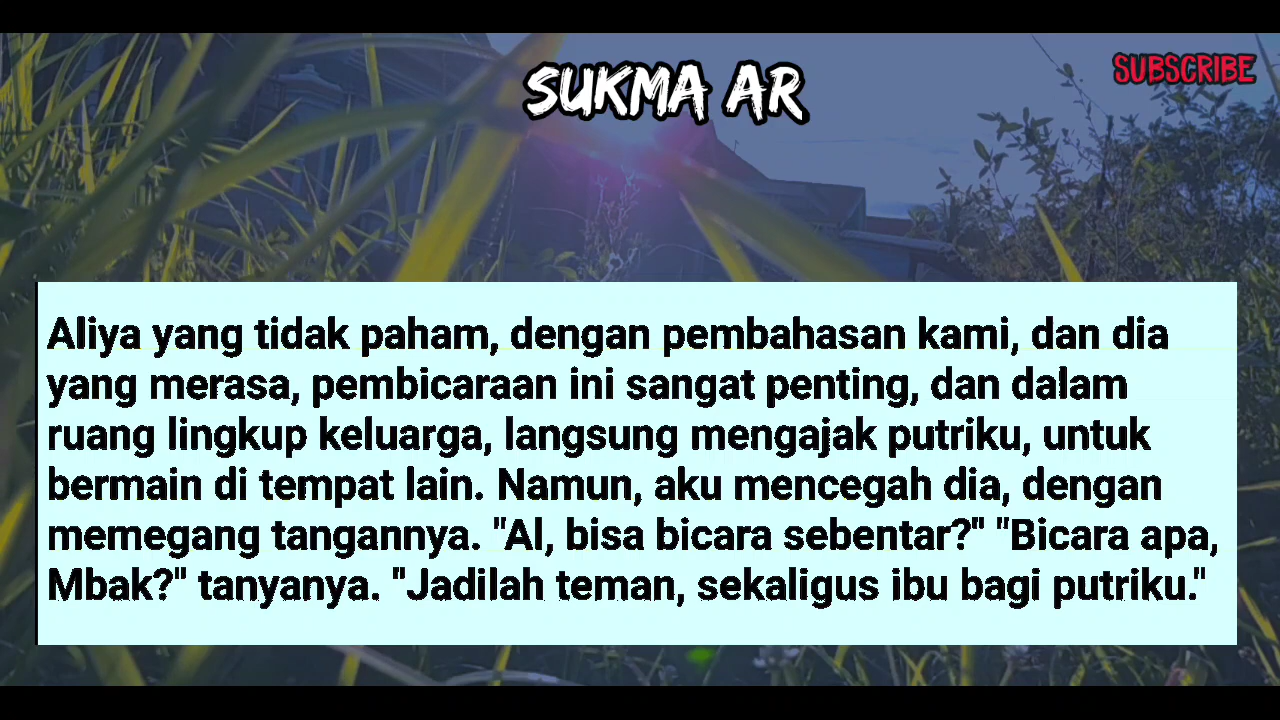 SUKMA AR
SUBSCRIBE
Aliya yang tidak paham, dengan pembahasan kami, dan dia
yang merasa, pembicaraan ini sangat penting, dan dalam
ruang lingkup keluarga, langsung mengajak putriku, untuk
bermain di tempat lain. Namun, aku mencegah dia, dengan
memegang tangannya. "Al, bisa bicara sebentar?" "Bicara apa,
Mbak?" tanyanya. "Jadilah teman, sekaligus ibu bagi putriku."